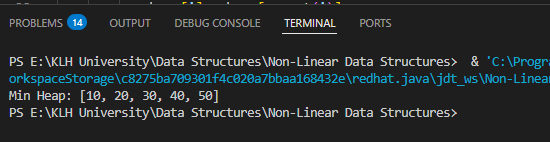 PROBLEMS 14 OUTPUT DEBUG CONSOLE TERMINAL PORTS
PS E:\KLH University\Data Structures\Non-Linear Data Structures> & 'C:\Progra
orkspaceStorage\c8275ba709301f4c020a7bbaa168432e\redhat.java\jdt_ws\Non-Linea
Min Heap: [10, 20, 30, 40, 50]
PS E:\KLH University\Data Structures\Non-Linear Data Structures>